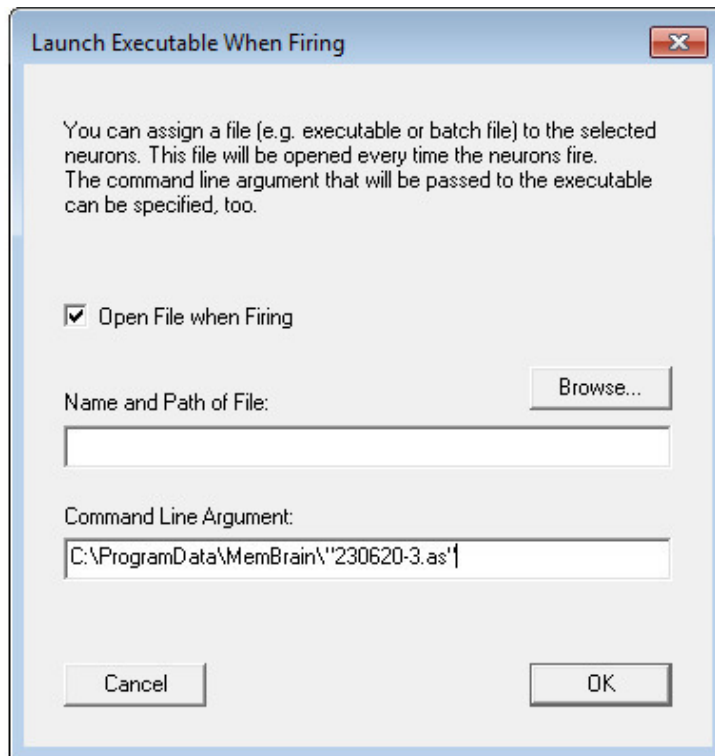 Launch Executable When Firing
You can assign a file (e.g. executable or batch file) to the selected
neurons. This file will be opened every time the neurons fire.
The command line argument that will be passed to the executable
can be specified, too.
Open File when Firing
Browse...
Name and Path of File:
Command Line Argument:
C:\ProgramData\MemBrain\"230620-3.as"
Cancel
OK